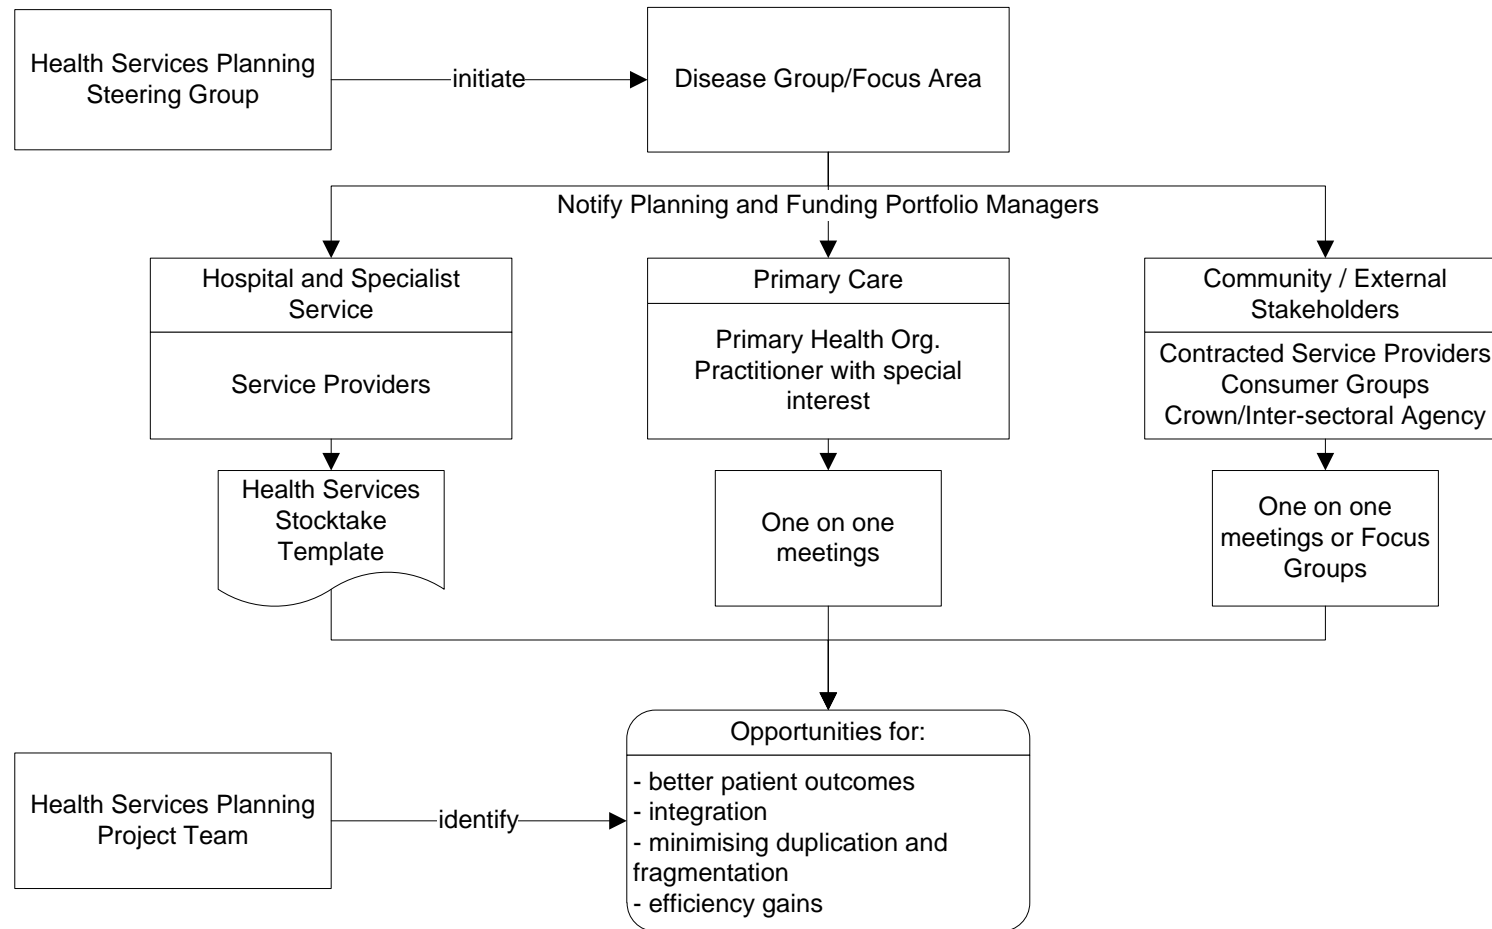 Health Services Planning
Steering Group
initiate
Disease Group/Focus Area
Notify Planning and Funding Portfolio Managers
Hospital and Specialist
Service
Service Providers
Primary Care
Primary Health Org.
Practitioner with special
interest
Community / External
Stakeholders
Contracted Service Providers
Consumer Groups
Crown/Inter-sectoral Agency
Health Services
Stocktake
Template
One on one
meetings
One on one
meetings or Focus
Groups
Health Services Planning
Project Team
identify
Opportunities for:
- better patient outcomes
- integration
- minimising duplication and
fragmentation
- efficiency gains